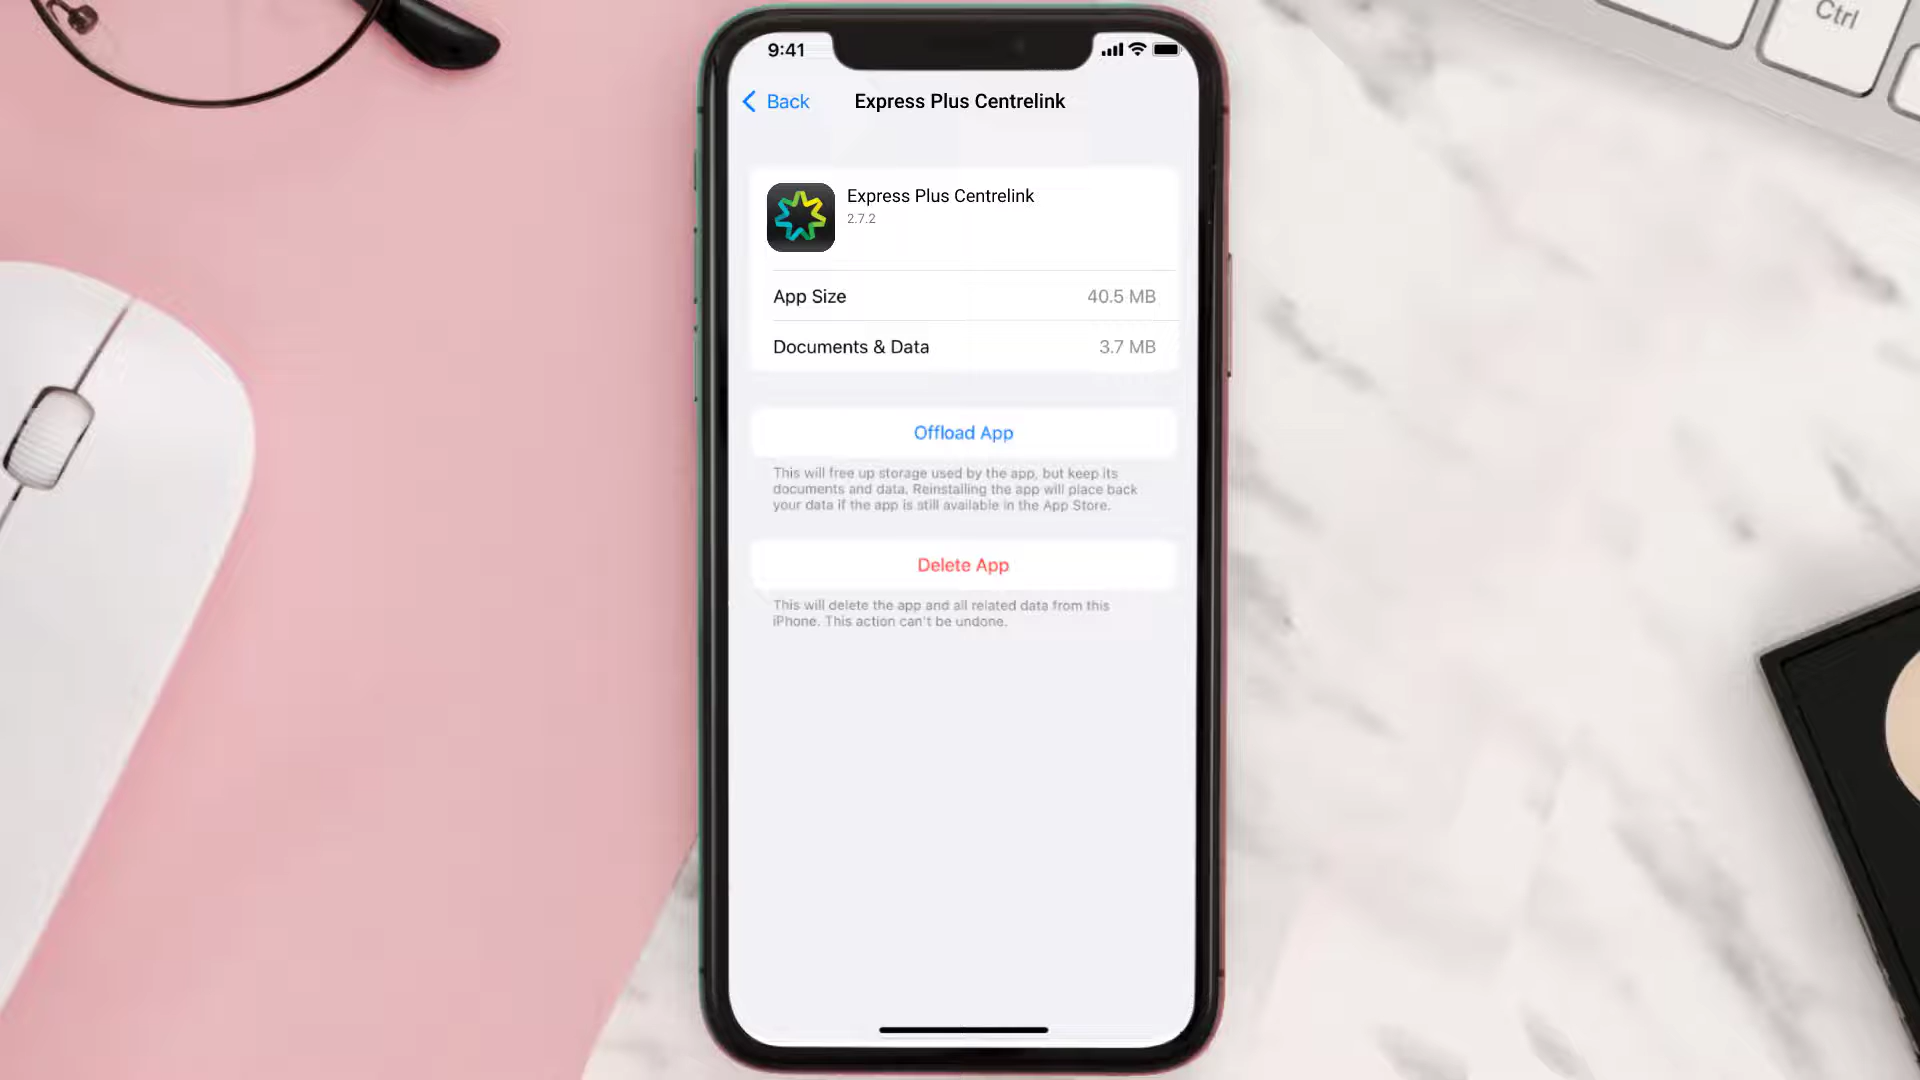 Ctrl
9:41
Back
Express Plus Centrelink
Express Plus Centrelink
2.7.2
App Size
40.5 MB
Documents & Data
3.7 MB
Offload App
This will free up storage used by the app, but keep its
documents and data. Reinstalling the app will place back
your data if the app is still available in the App Store.
Delete App
This will delete the app and all related data from this
iPhone. This action can't be undone.